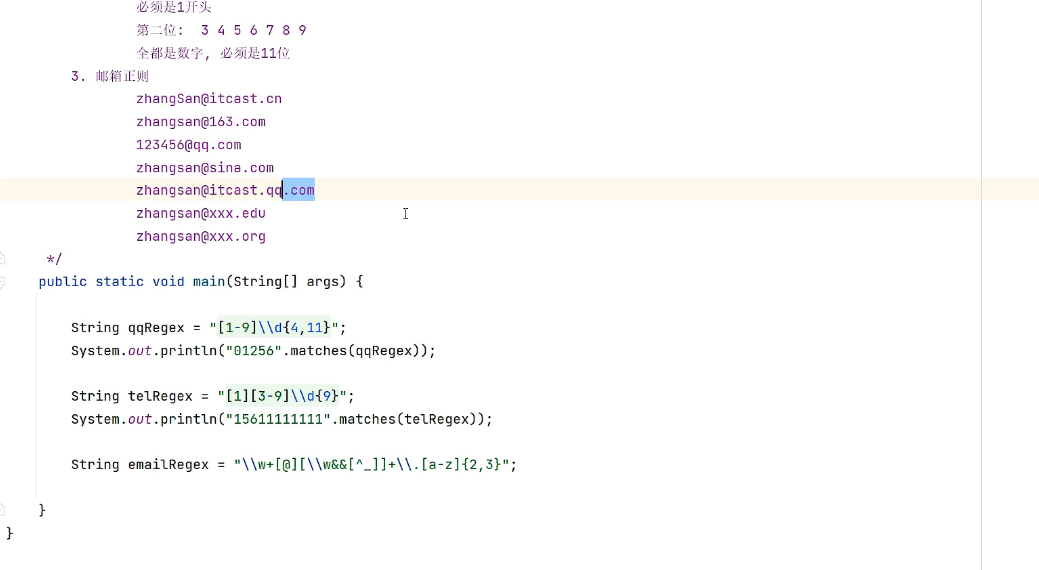 必须是1开头
第二位: 3 4 5 6 7 8 9
全都是数字, 必须是11位
3. 邮箱正则
zhangSan@itcast.cn
zhangsan@163.com
123456@qq.com
zhangsan@sina.com
zhangsan@itcast.qq.com
zhangsan@xxx.edu
zhangsan@xxx.org
*/
public static void main(String[] args) {
String qqRegex = "[1-9]\\d{4,11}";
System.out.println("01256".matches(qqRegex));
String telRegex = "[1][3-9]\\d{9}";
System.out.println("15611111111".matches(telRegex));
String emailRegex = "\\w+[@][\\w&&[^_]]+\\.[a-z]{2,3}";
}
}